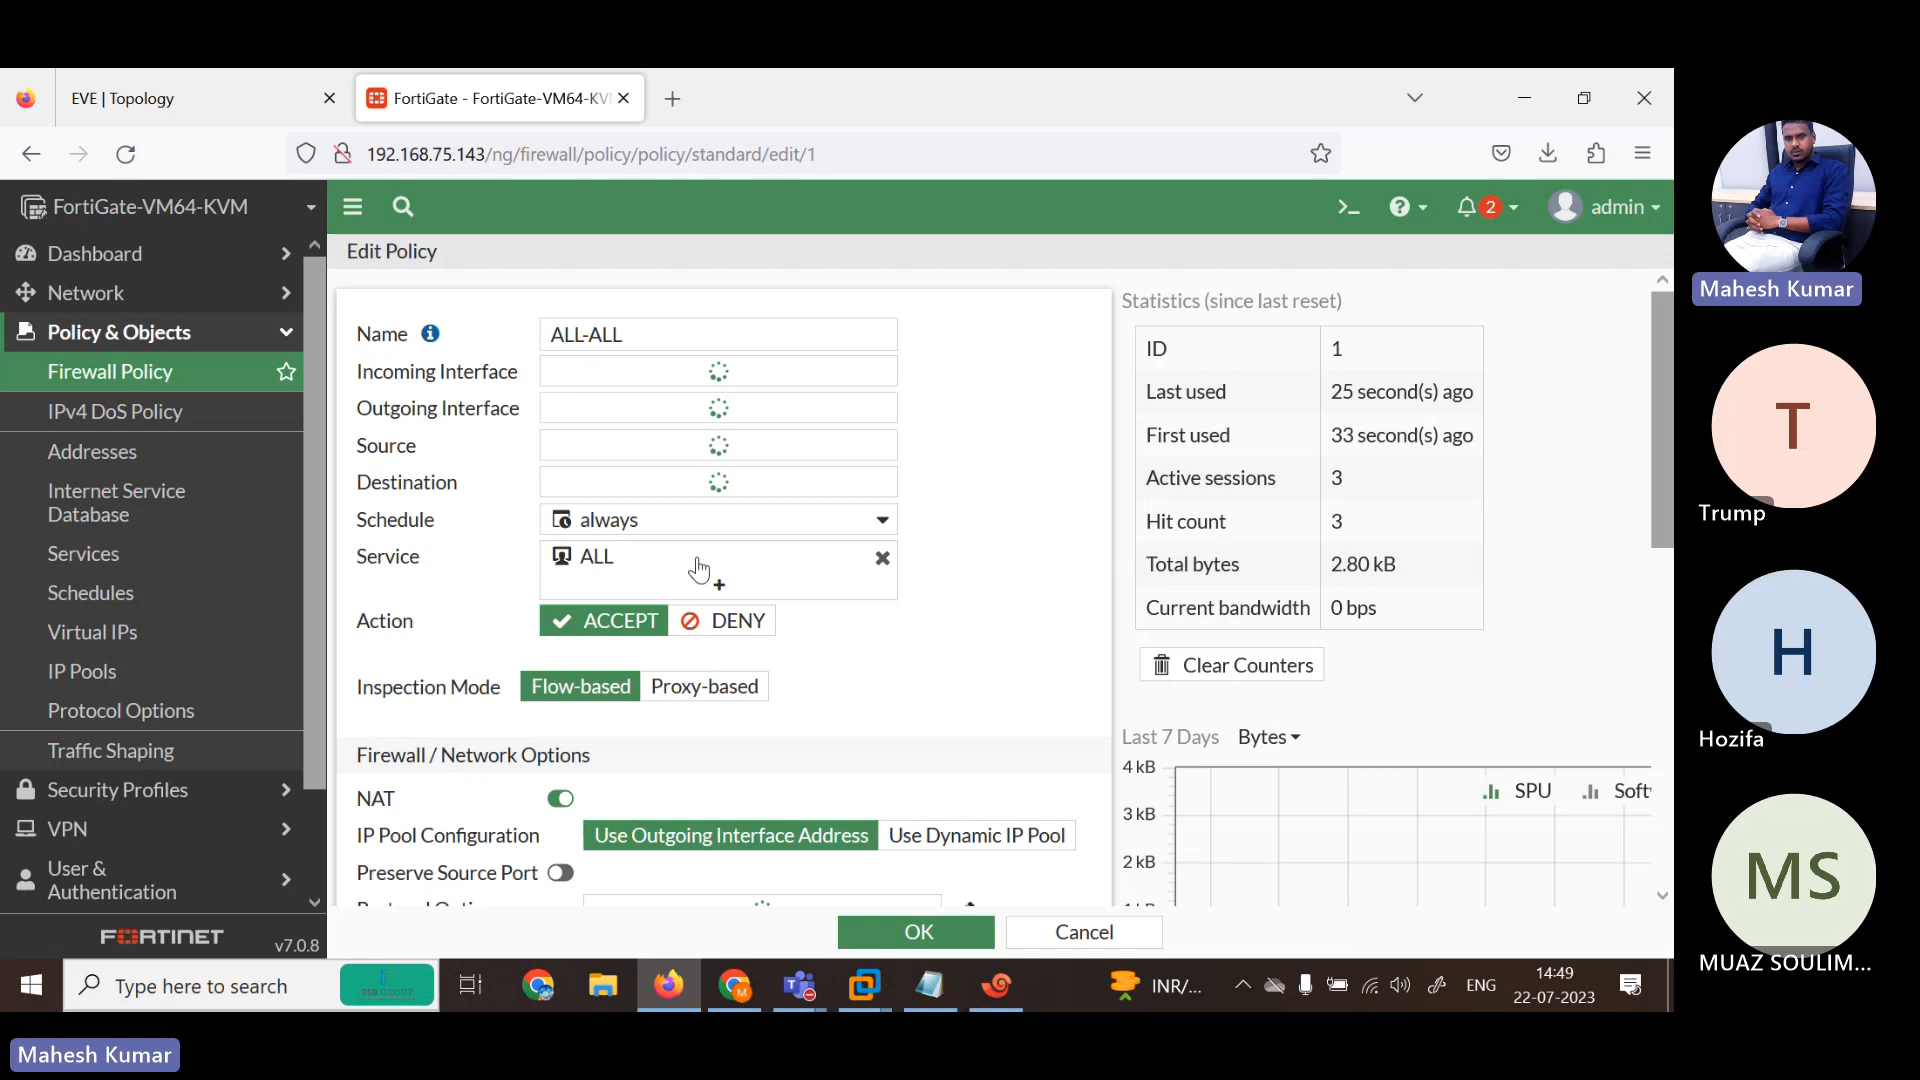 EVE | Topology
FortiGate - FortiGate-VM64-KV
192.168.75.143/ng/firewall/policy/policy/standard/edit/1
FortiGate-VM64-KVM
2
admin
Dashboard
Network
Policy & Objects
Firewall Policy
IPv4 DoS Policy
Addresses
Internet Service
Database
Services
Schedules
Virtual IPs
IP Pools
Protocol Options
Traffic Shaping
Security Profiles
VPN
User &
Authentication
FORTINET
v7.0.8
Edit Policy
Name
ALL-ALL
Incoming Interface
Outgoing Interface
Source
Destination
Schedule
always
Service
ALL
Action
ACCEPT
DENY
Inspection Mode
Flow-based
Proxy-based
Firewall / Network Options
NAT
IP Pool Configuration
Use Outgoing Interface Address
Use Dynamic IP Pool
Preserve Source Port
OK
Cancel
Statistics (since last reset)
ID 1
Last used 25 second(s) ago
First used 33 second(s) ago
Active sessions 3
Hit count 3
Total bytes 2.80 kB
Current bandwidth 0 bps
Clear Counters
Last 7 Days
Bytes
4 kB
3 kB
2 kB
SPU
Soft
Type here to search
PSR GROUP
INR/...
ENG
14:49
22-07-2023
Mahesh Kumar
T
Trump
H
Hozifa
MS
MUAZ SOULIM...
Mahesh Kumar